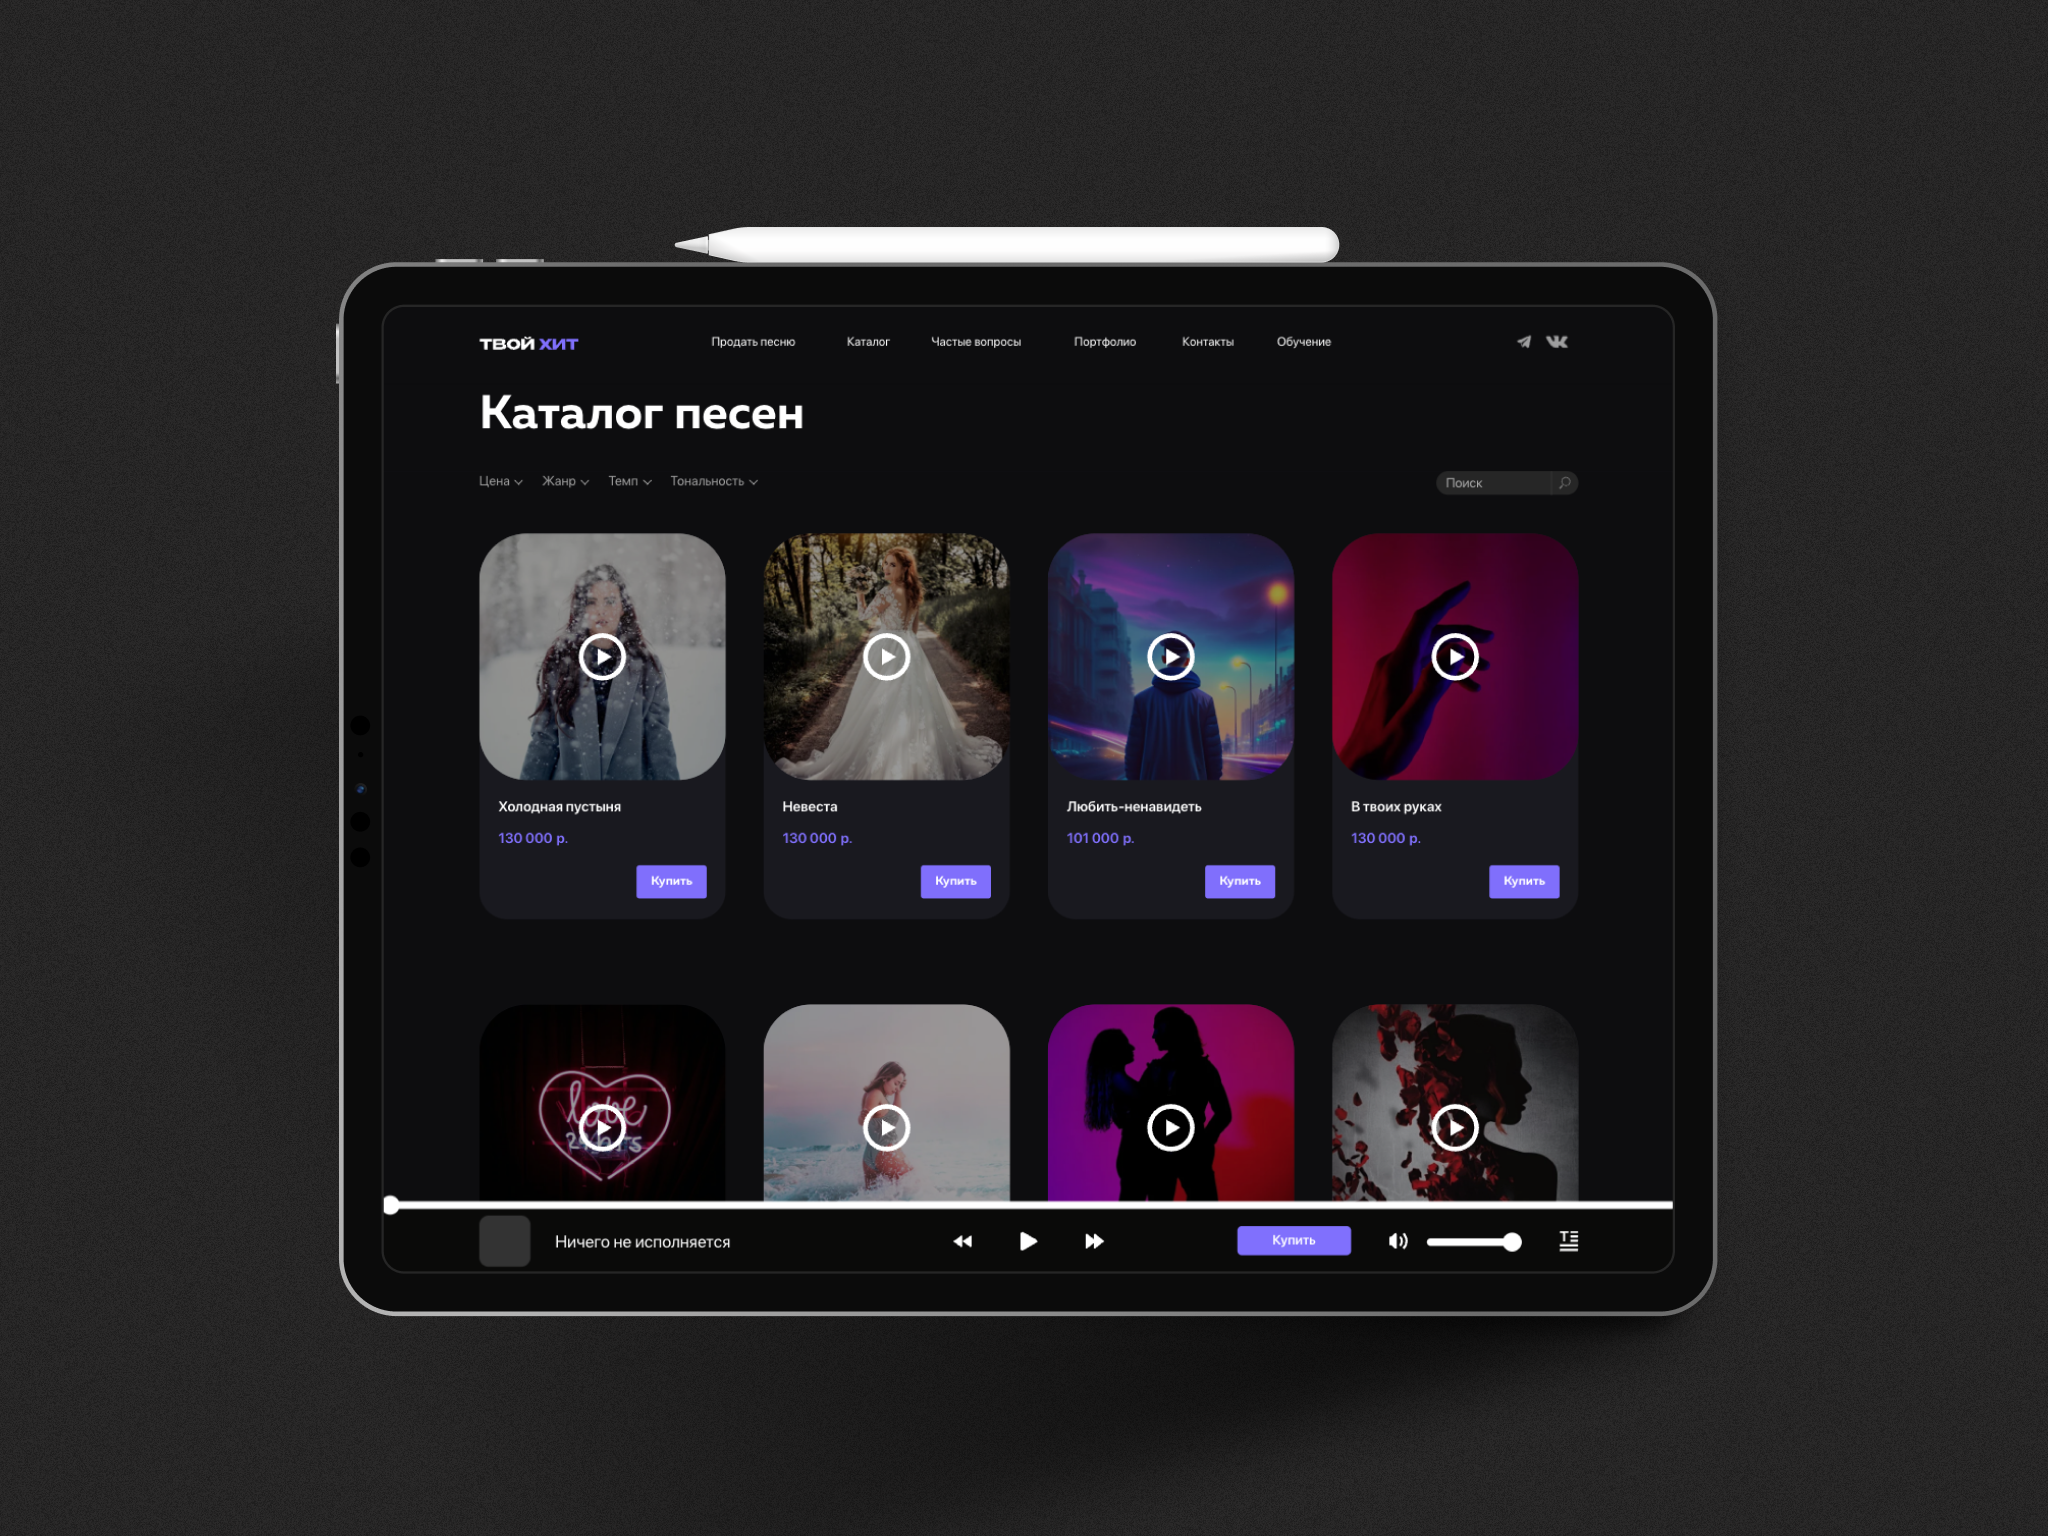 ТВОЙ ХИТ
Продать песню Каталог Частые вопросы Портфолио Контакты Обучение
Каталог песен
Цена Жанр Темп Тональность Поиск
Холодная пустыня Невеста Любить-ненавидеть В твоих руках
130 000 р. 130 000 р. 101 000 р. 130 000 р.
Купить Купить Купить Купить
love
Ничего не исполняется Купить